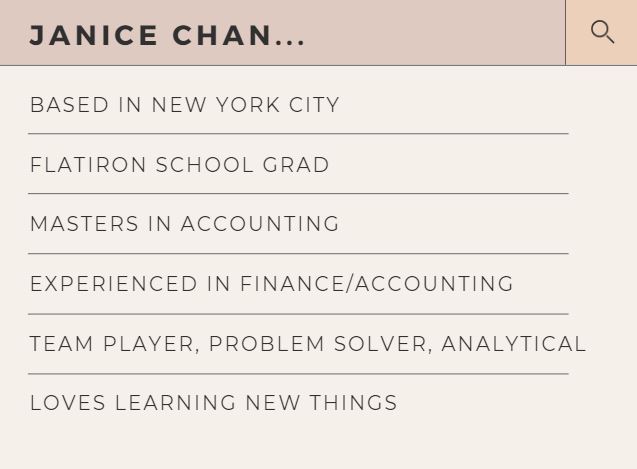 JANICE CHAN...
BASED IN NEW YORK CITY
FLATIRON SCHOOL GRAD
MASTERS IN ACCOUNTING
EXPERIENCED IN FINANCE/ACCOUNTING
TEAM PLAYER, PROBLEM SOLVER, ANALYTICAL
LOVES LEARNING NEW THINGS